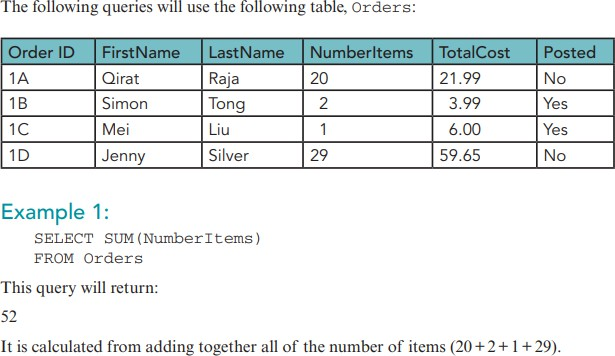 The following queries will use the following table, Orders:
Order ID FirstName LastName NumberItems TotalCost Posted
1A Qirat Raja 20 21.99 No
1B Simon Tong 2 3.99 Yes
1C Mei Liu 1 6.00 Yes
1D Jenny Silver 29 59.65 No
Example 1:
SELECT SUM(NumberItems)
FROM Orders
This query will return:
52
It is calculated from adding together all of the number of items (20+2+1+29).